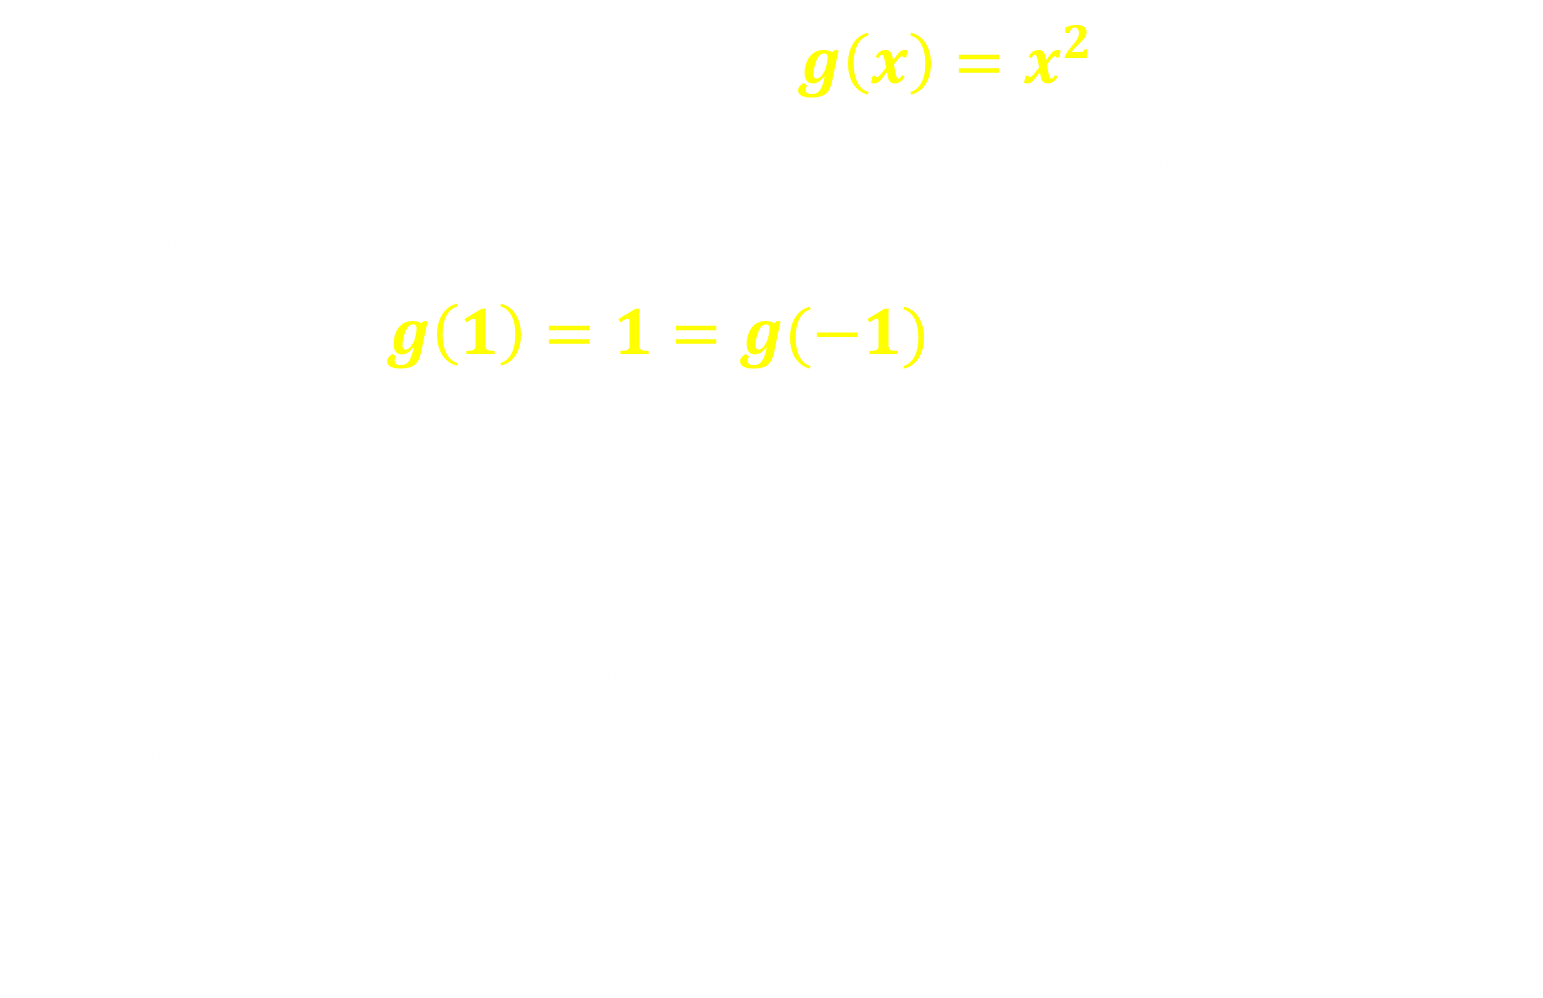 g(x) = x²
g(1) = 1 = g(−1)